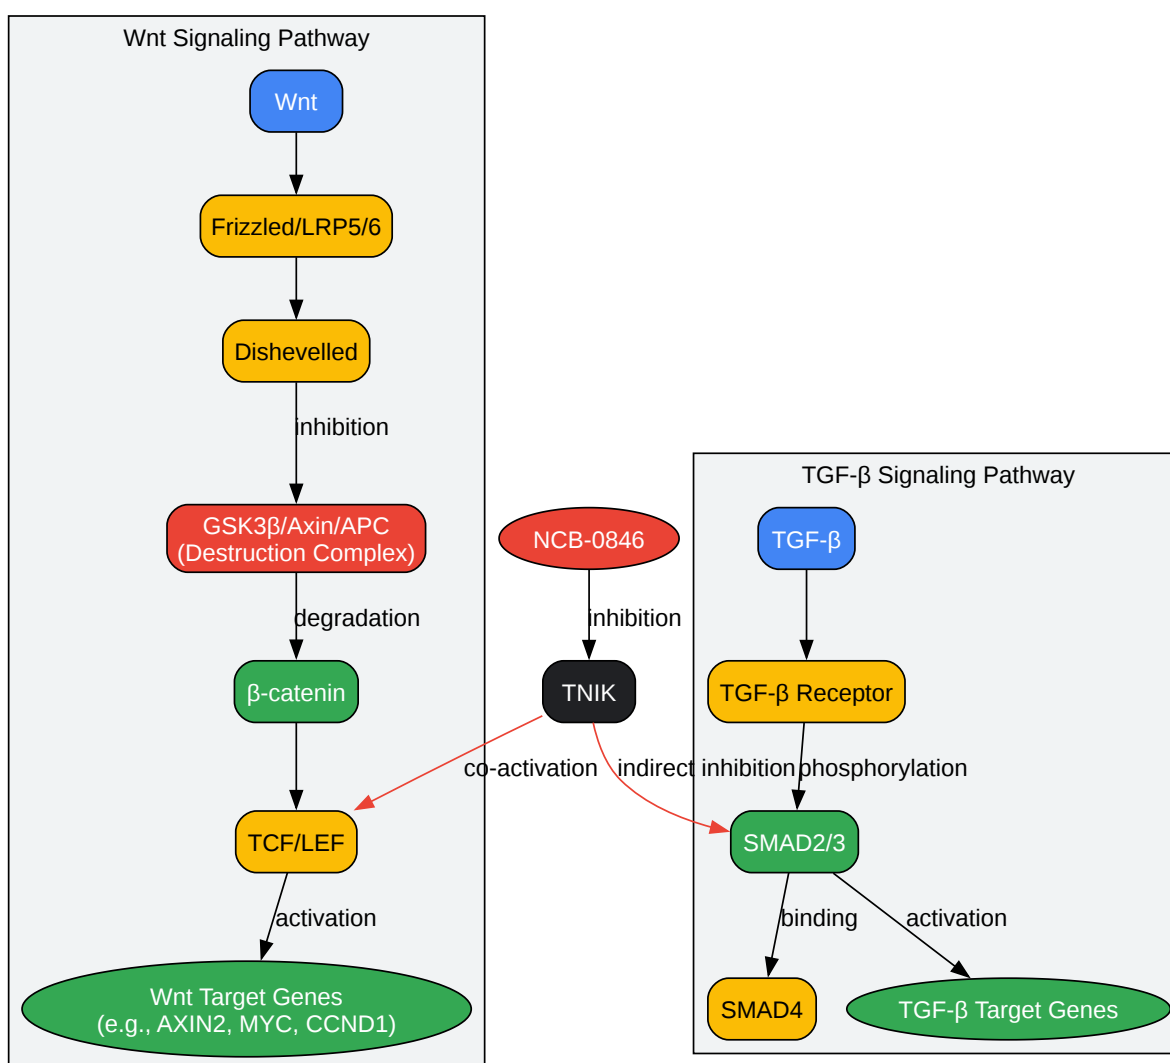 Wnt Signaling Pathway
Wnt
Frizzled/LRP5/6
Dishevelled
inhibition
GSK3β/Axin/APC
(Destruction Complex)
degradation
β-catenin
TCF/LEF
activation
Wnt Target Genes
(e.g., AXIN2, MYC, CCND1)
NCB-0846
inhibition
TNIK
co-activation
indirect inhibition
TGF-β Signaling Pathway
TGF-β
TGF-β Receptor
phosphorylation
SMAD2/3
binding
activation
SMAD4
TGF-β Target Genes